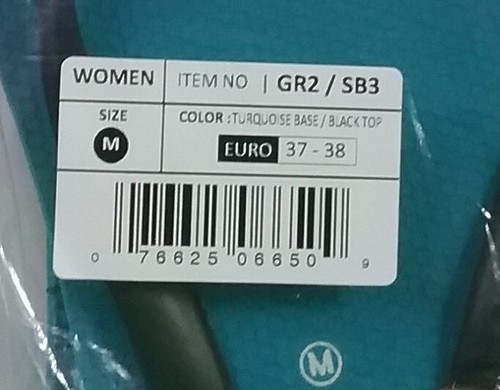 WOMEN
ITEM NO | GR2 / SB3
SIZE
M
COLOR : TURQUOISE BASE / BLACK TOP
EURO 37 - 38
0 76625 06650 9
M